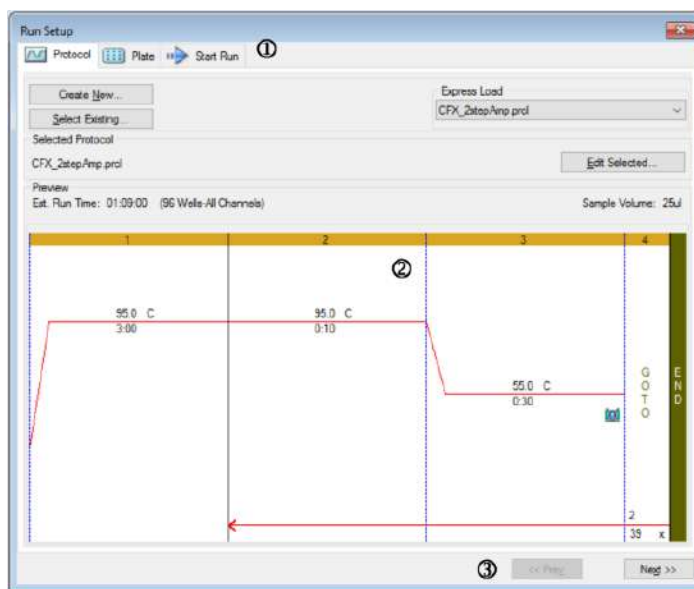 Run Setup
Protocol Plate Start Run ①
Create New...
Select Existing...
Express Load
CFX_2stepAmp.prcl
Selected Protocol
CFX_2stepAmp.prcl
Edit Selected...
Preview
Est. Run Time: 01:09:00 (96 Wells-All Channels) Sample Volume: 25ul
1 2 3 4
②
95.0 C 95.0 C
3:00 0:10
55.0 C
0:30
GOTO
END
2
39 x
③ << Prev Next >>